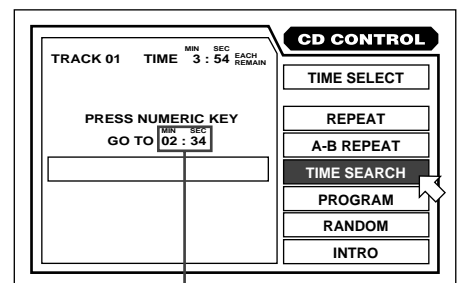 CD CONTROL
MIN SEC
TRACK 01 TIME 3 : 54 EACH REMAIN
TIME SELECT
PRESS NUMERIC KEY
MIN SEC
GO TO 02 : 34
REPEAT
A-B REPEAT
TIME SEARCH
PROGRAM
RANDOM
INTRO